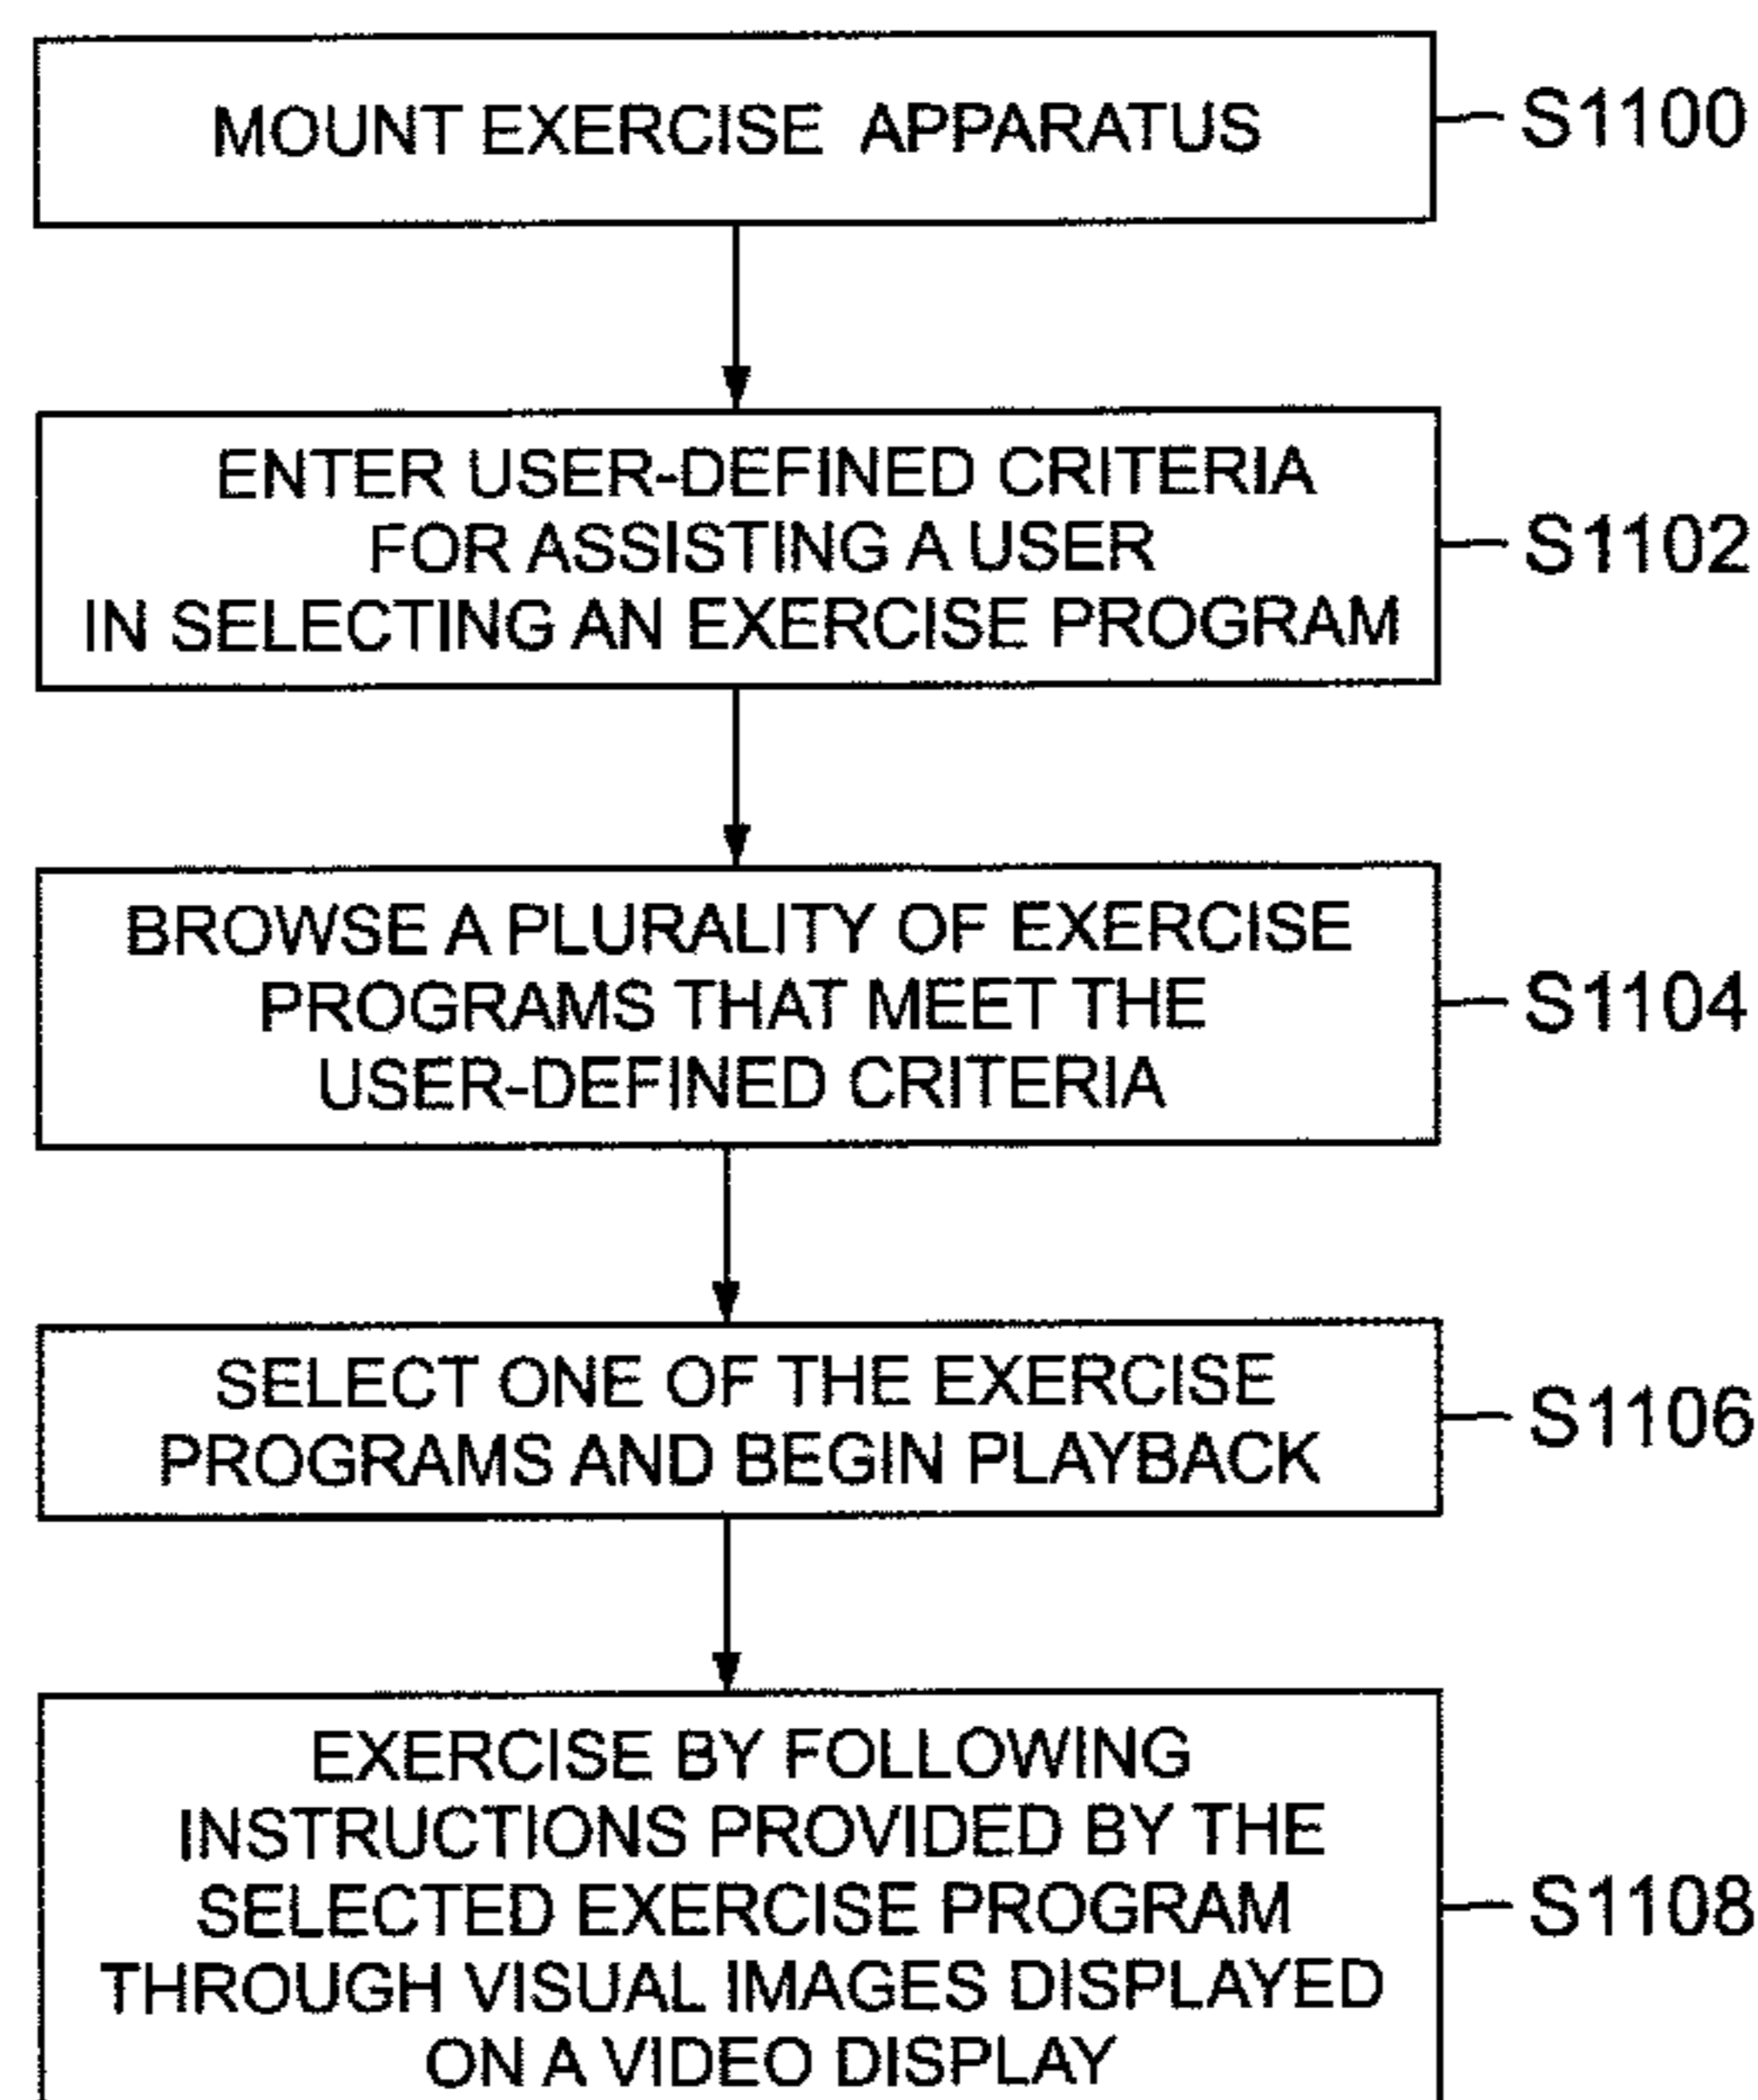 MOUNT EXERCISE APPARATUS
S1100
ENTER USER-DEFINED CRITERIA
FOR ASSISTING A USER
IN SELECTING AN EXERCISE PROGRAM
S1102
BROWSE A PLURALITY OF EXERCISE
PROGRAMS THAT MEET THE
USER-DEFINED CRITERIA
S1104
SELECT ONE OF THE EXERCISE
PROGRAMS AND BEGIN PLAYBACK
S1106
EXERCISE BY FOLLOWING
INSTRUCTIONS PROVIDED BY THE
SELECTED EXERCISE PROGRAM
THROUGH VISUAL IMAGES DISPLAYED
ON A VIDEO DISPLAY
S1108